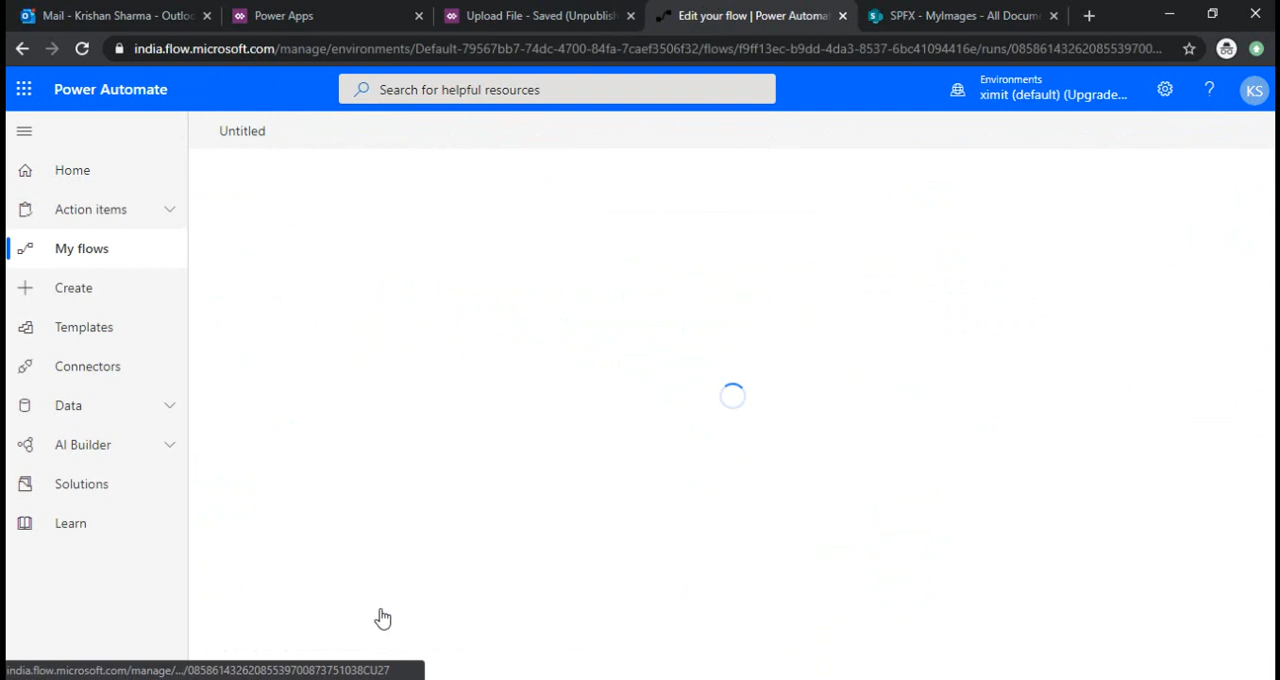 Mail - Krishan Sharma - Outloo
Power Apps
Upload File - Saved (Unpublish
Edit your flow | Power Automat
SPFX - MyImages - All Docume
india.flow.microsoft.com/manage/environments/Default-79567bb7-74dc-4700-84fa-7caef3506f32/flows/f9ff13ec-b9dd-4da3-8537-6bc41094416e/runs/08586143262085539700...
Power Automate
Search for helpful resources
Environments
ximit (default) (Upgrade...
?
KS
Untitled
Home
Action items
My flows
Create
Templates
Connectors
Data
AI Builder
Solutions
Learn
india.flow.microsoft.com/manage/.../08586143262085539700873751038CU27